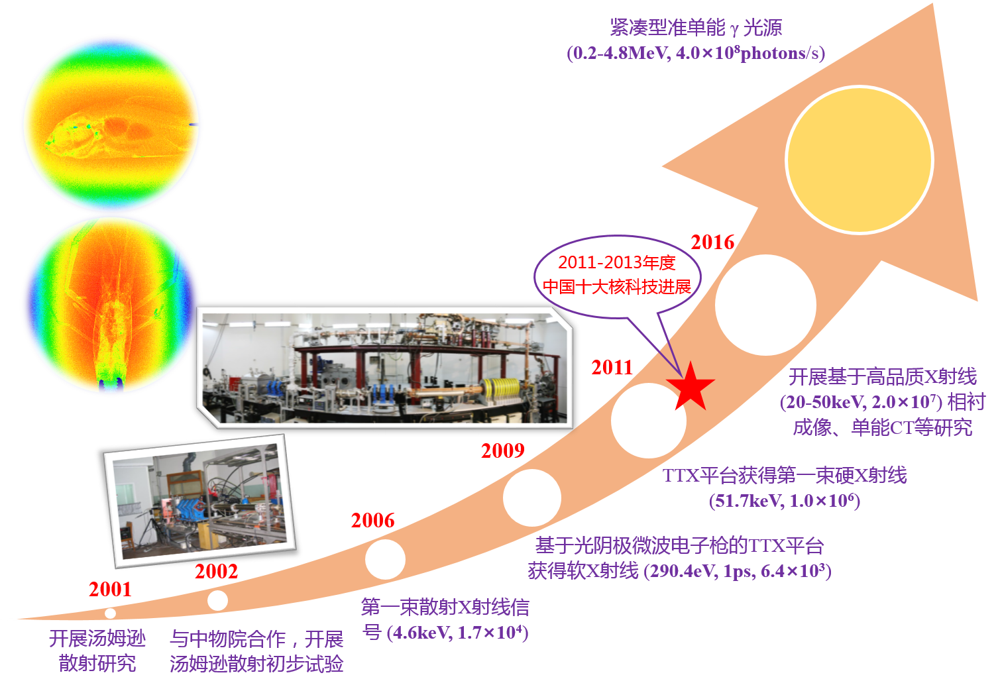 紧凑型准单能 γ 光源
(0.2-4.8MeV, 4.0×10⁸photons/s)
2016
2011-2013年度
中国十大核科技进展
2011
开展基于高品质X射线
(20-50keV, 2.0×10⁷) 相衬
成像、单能CT等研究
2009
TTX平台获得第一束硬X射线
(51.7keV, 1.0×10⁶)
2006
基于光阴极微波电子枪的TTX平台
获得软X射线 (290.4eV, 1ps, 6.4×10³)
2002
2001
第一束散射X射线信
号 (4.6keV, 1.7×10⁴)
开展汤姆逊
散射研究
与中物院合作，开展
汤姆逊散射初步试验